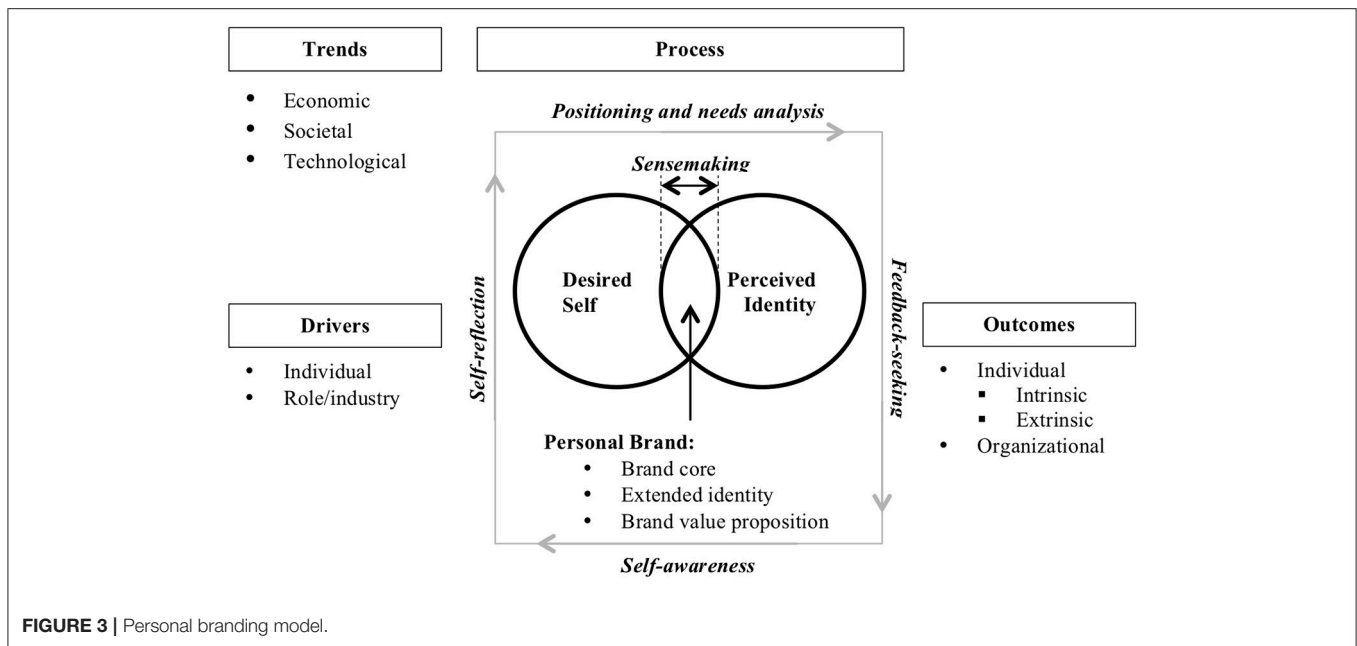 Trends
• Economic
• Societal
• Technological
Drivers
• Individual
• Role/industry
Process
Positioning and needs analysis
Sensemaking
Self-reflection
Desired
Self
Perceived
Identity
Feedback-seeking
Personal Brand:
• Brand core
• Extended identity
• Brand value proposition
Self-awareness
Outcomes
• Individual
▪ Intrinsic
▪ Extrinsic
• Organizational
FIGURE 3 | Personal branding model.